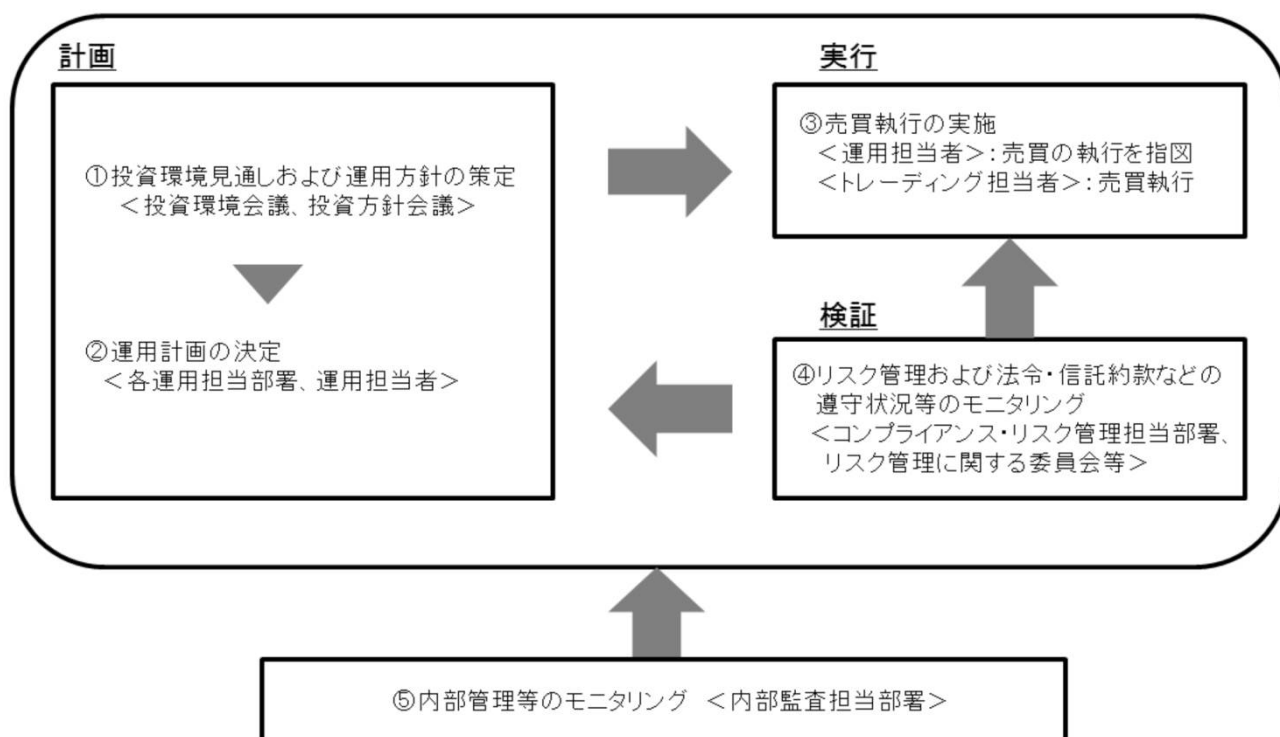 計画
①投資環境見通しおよび運用方針の策定
＜投資環境会議、投資方針会議＞
②運用計画の決定
＜各運用担当部署、運用担当者＞
実行
③売買執行の実施
＜運用担当者＞：売買の執行を指図
＜トレーディング担当者＞：売買執行
検証
④リスク管理および法令・信託約款などの
遵守状況等のモニタリング
＜コンプライアンス・リスク管理担当部署、
リスク管理に関する委員会等＞
⑤内部管理等のモニタリング ＜内部監査担当部署＞